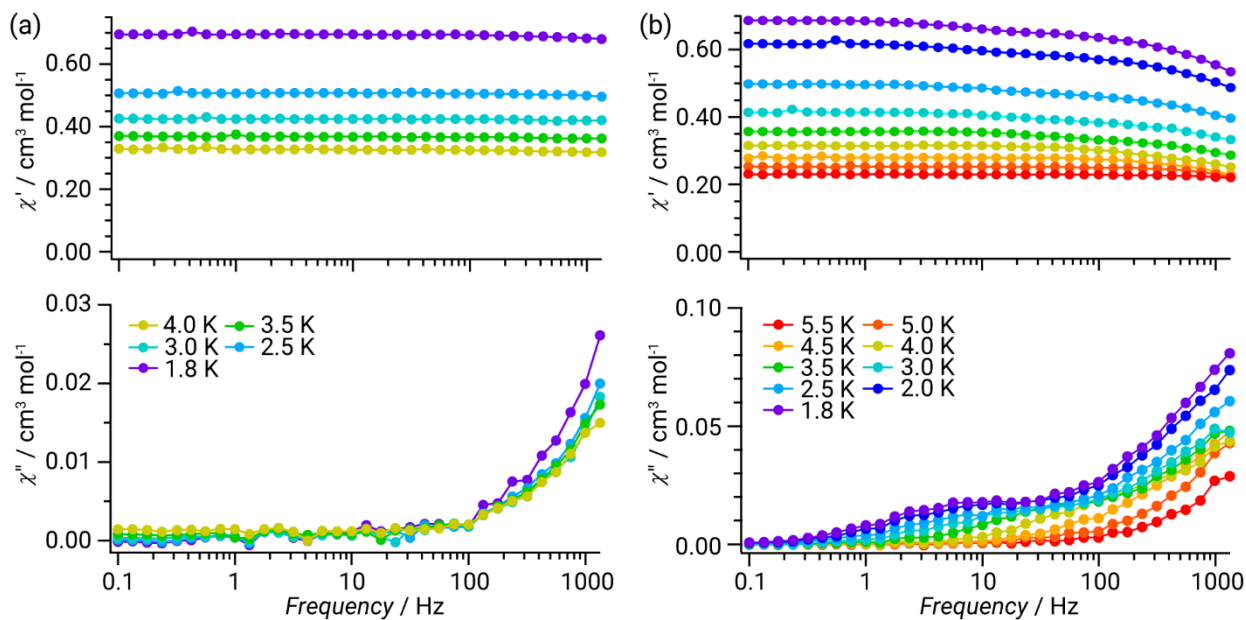 (a)
χ' / cm³ mol⁻¹
0.60
0.40
0.20
0.00
(b)
χ' / cm³ mol⁻¹
0.60
0.40
0.20
0.00
χ" / cm³ mol⁻¹
0.03
0.02
0.01
0.00
4.0 K 3.5 K
3.0 K 2.5 K
1.8 K
0.1 1 10 100 1000
Frequency / Hz
χ" / cm³ mol⁻¹
0.10
0.05
0.00
5.5 K 5.0 K
4.5 K 4.0 K
3.5 K 3.0 K
2.5 K 2.0 K
1.8 K
0.1 1 10 100 1000
Frequency / Hz